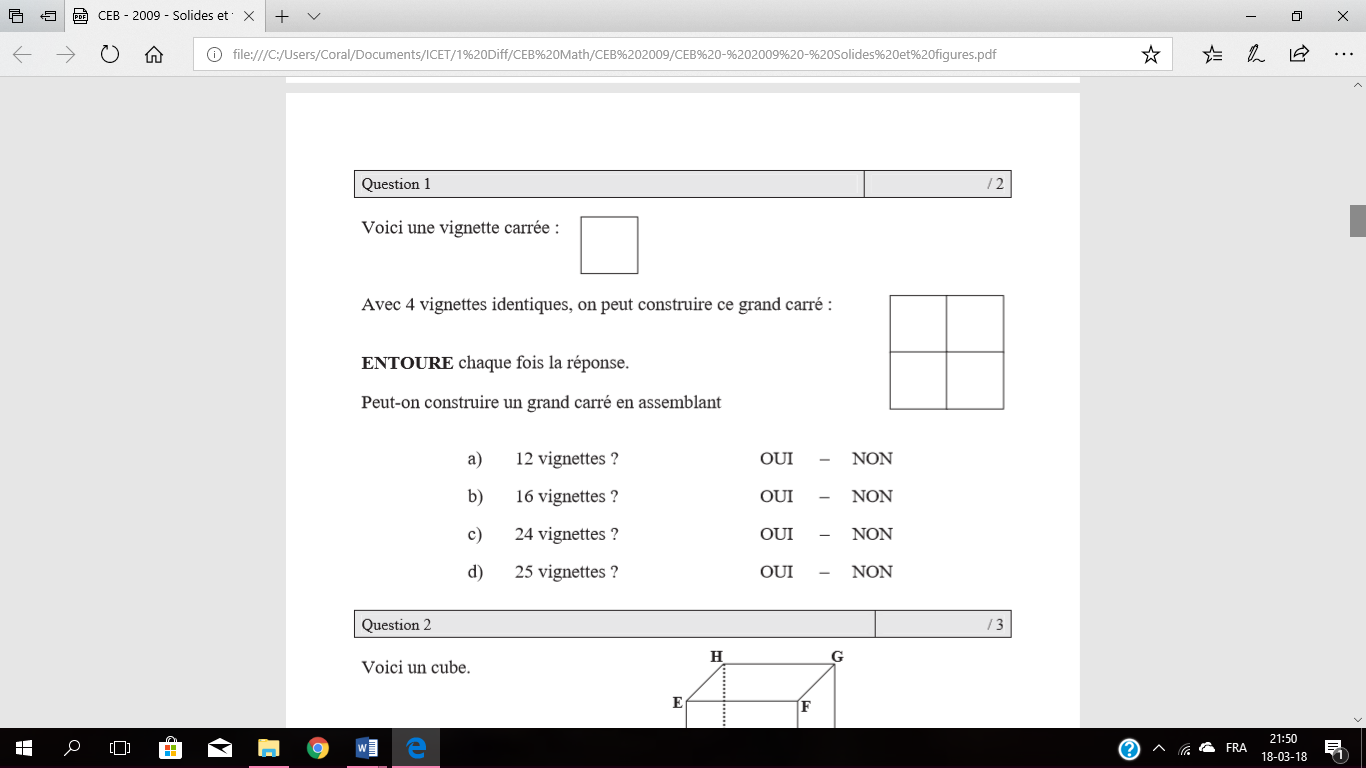 CEB - 2009 - Solides et
file:///C:/Users/Coral/Documents/ICET/1%20Diff/CEB%20Math/CEB%202009/CEB%20-%202009%20-%20Solides%20et%20figures.pdf
Question 1 / 2
Voici une vignette carrée :
Avec 4 vignettes identiques, on peut construire ce grand carré :
ENTOURE chaque fois la réponse.
Peut-on construire un grand carré en assemblant
a) 12 vignettes ? OUI – NON
b) 16 vignettes ? OUI – NON
c) 24 vignettes ? OUI – NON
d) 25 vignettes ? OUI – NON
Question 2 / 3
Voici un cube.
H G
E F
FRA
21:50
18-03-18
1